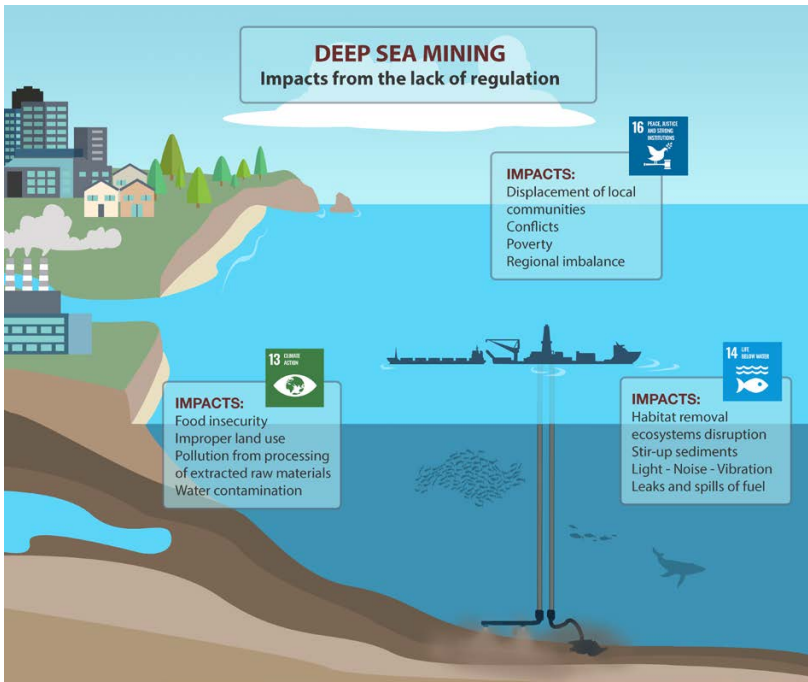 DEEP SEA MINING
Impacts from the lack of regulation
16 PEACE, JUSTICE
AND STRONG
INSTITUTIONS
IMPACTS:
Displacement of local
communities
Conflicts
Poverty
Regional imbalance
13 CLIMATE
ACTION
IMPACTS:
Food insecurity
Improper land use
Pollution from processing
of extracted raw materials
Water contamination
14 LIFE
BELOW WATER
IMPACTS:
Habitat removal
ecosystems disruption
Stir-up sediments
Light - Noise - Vibration
Leaks and spills of fuel